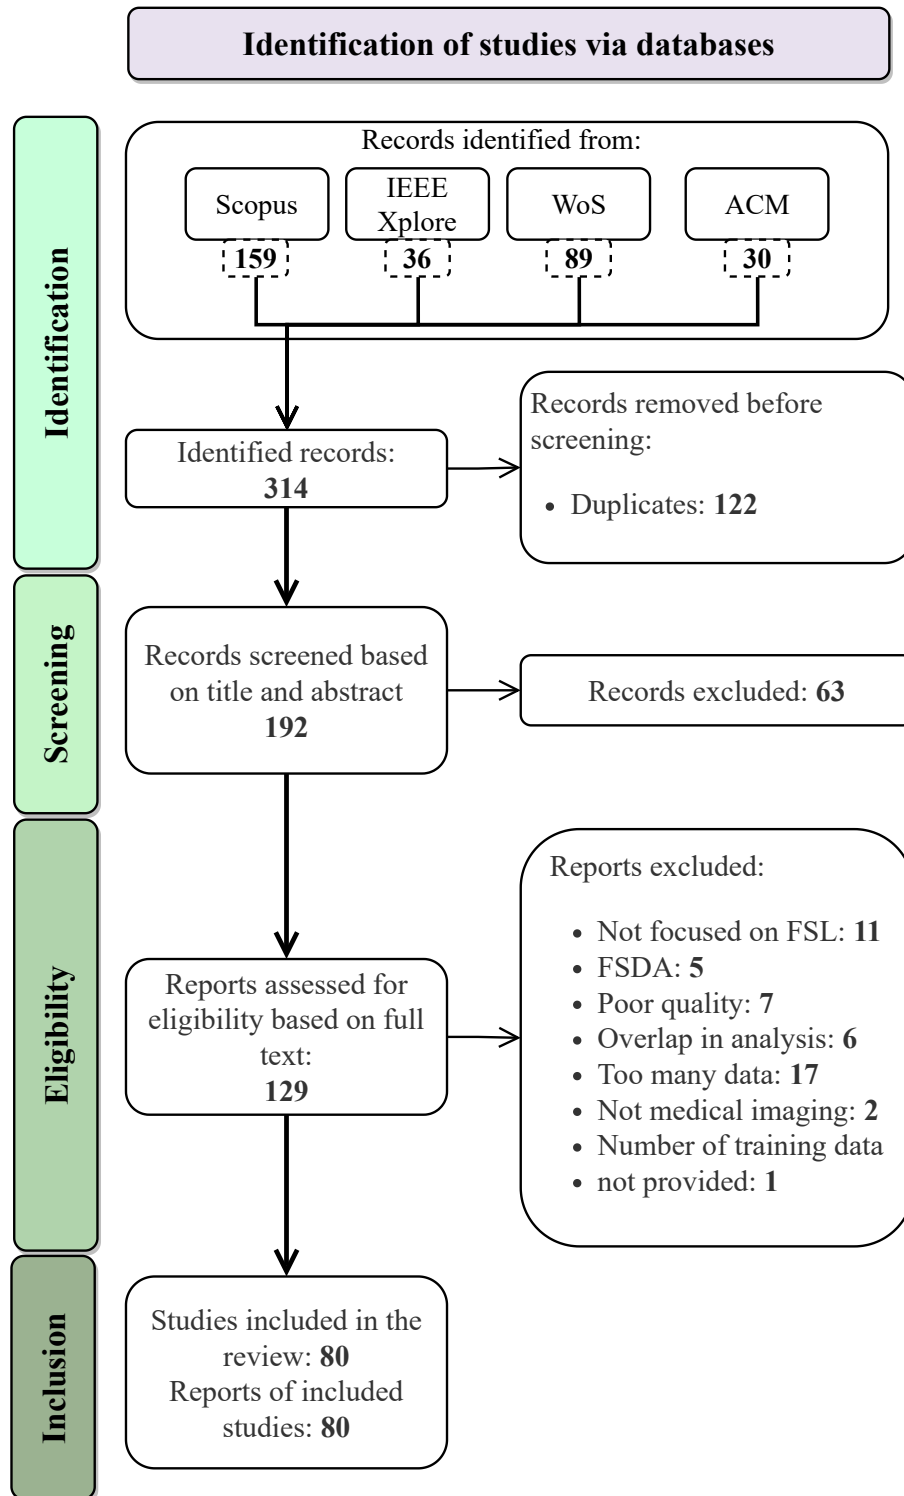 Identification of studies via databases
Identification
Records identified from:
Scopus
159
IEEE
Xplore
36
WoS
89
ACM
30
Identified records:
314
Records removed before
screening:
• Duplicates: 122
Screening
Records screened based
on title and abstract
192
Records excluded: 63
Eligibility
Reports assessed for
eligibility based on full
text:
129
Reports excluded:
• Not focused on FSL: 11
• FSDA: 5
• Poor quality: 7
• Overlap in analysis: 6
• Too many data: 17
• Not medical imaging: 2
• Number of training data
• not provided: 1
Inclusion
Studies included in the
review: 80
Reports of included
studies: 80